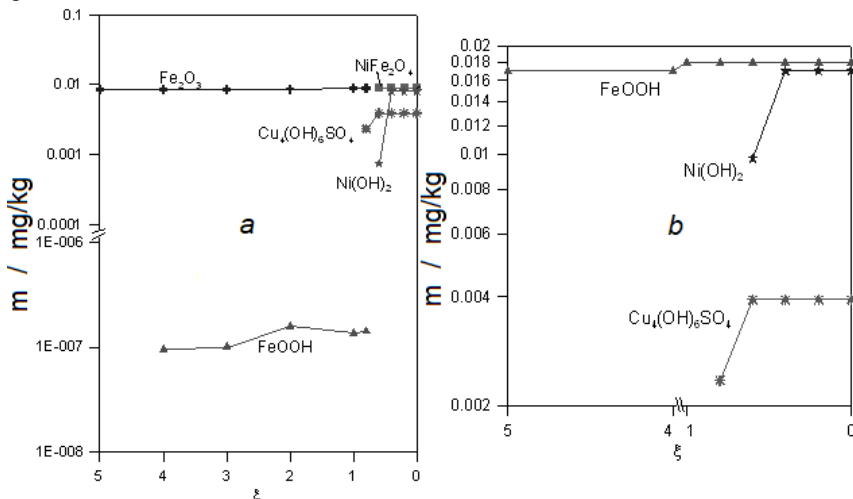 m / mg/kg
0.1
0.01
0.001
0.0001
1E-006
1E-007
1E-008
Fe₂O₃
NiFe₂O₄
Cu₄(OH)₆SO₄
Ni(OH)₂
a
FeOOH
5 4 3 2 1 0
ξ
m / mg/kg
0.02
0.018
0.016
0.014
0.012
0.01
0.008
0.006
0.004
0.002
FeOOH
Ni(OH)₂
b
Cu₄(OH)₆SO₄
5 4 1 0
ξ